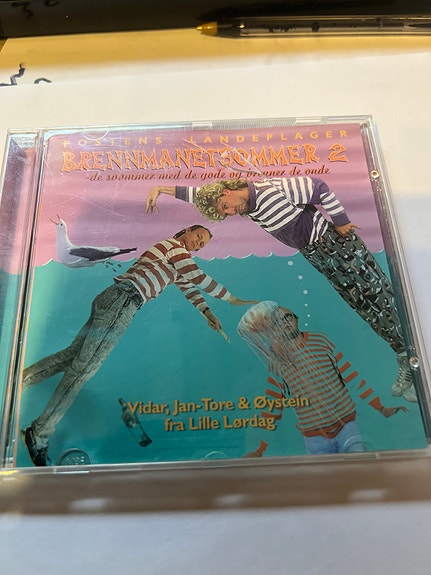 POSTENS LANDEPLAGER
BRENNMANETSOMMER 2
de svømmer med de gode og brenner de onde
Vidar, Jan-Tore & Øystein
fra Lille Lørdag